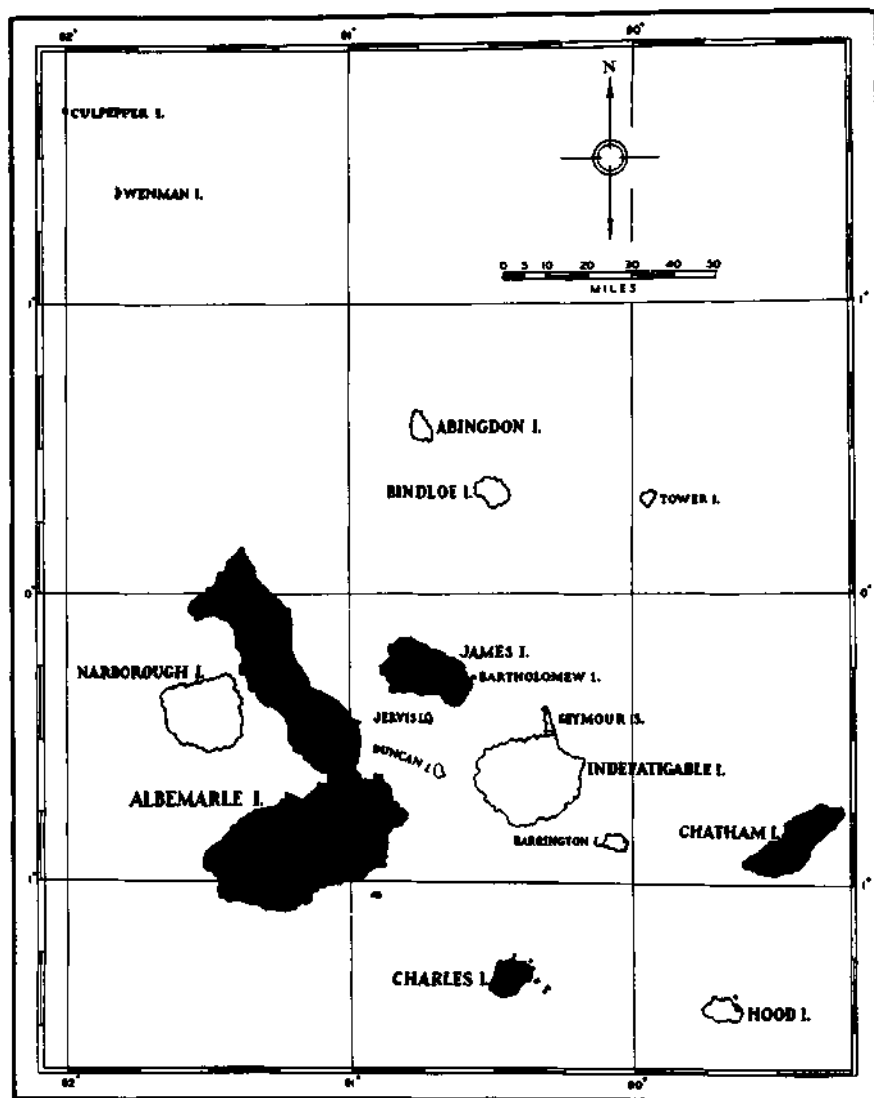 92° 91° 90°
N
CULPEPPER I.
WENMAN I.
0 5 10 20 30 40 50
MILES
1° 1°
ABINGDON I.
BINDLOE I.
TOWER I.
0° 0°
JAMES I.
NARBOROUGH I.
BARTHOLOMEW I.
JERVIS I.
SEYMOUR IS.
DUNCAN I.
INDEFATIGABLE I.
ALBEMARLE I.
CHATHAM I.
BARRINGTON I.
1° 1°
CHARLES I.
HOOD I.
92° 91° 90°